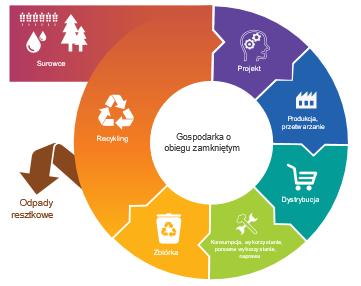 Surowce
Projekt
Produkcja,
przetwarzanie
Dystrybucja
Konsumpcja, wykorzystanie,
ponowne wykorzystanie,
naprawa
Zbiórka
Recykling
Odpady
resztkowe
Gospodarka o
obiegu zamkniętym